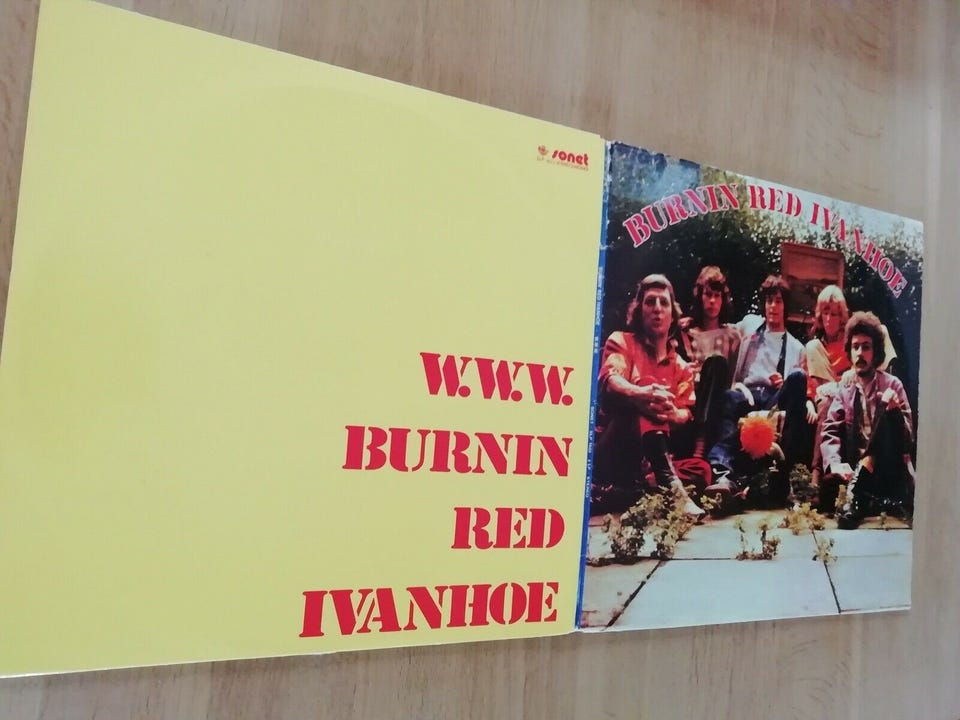 sonet
W.W.W.
BURNIN
RED
IVANHOE
BURNIN RED IVANHOE